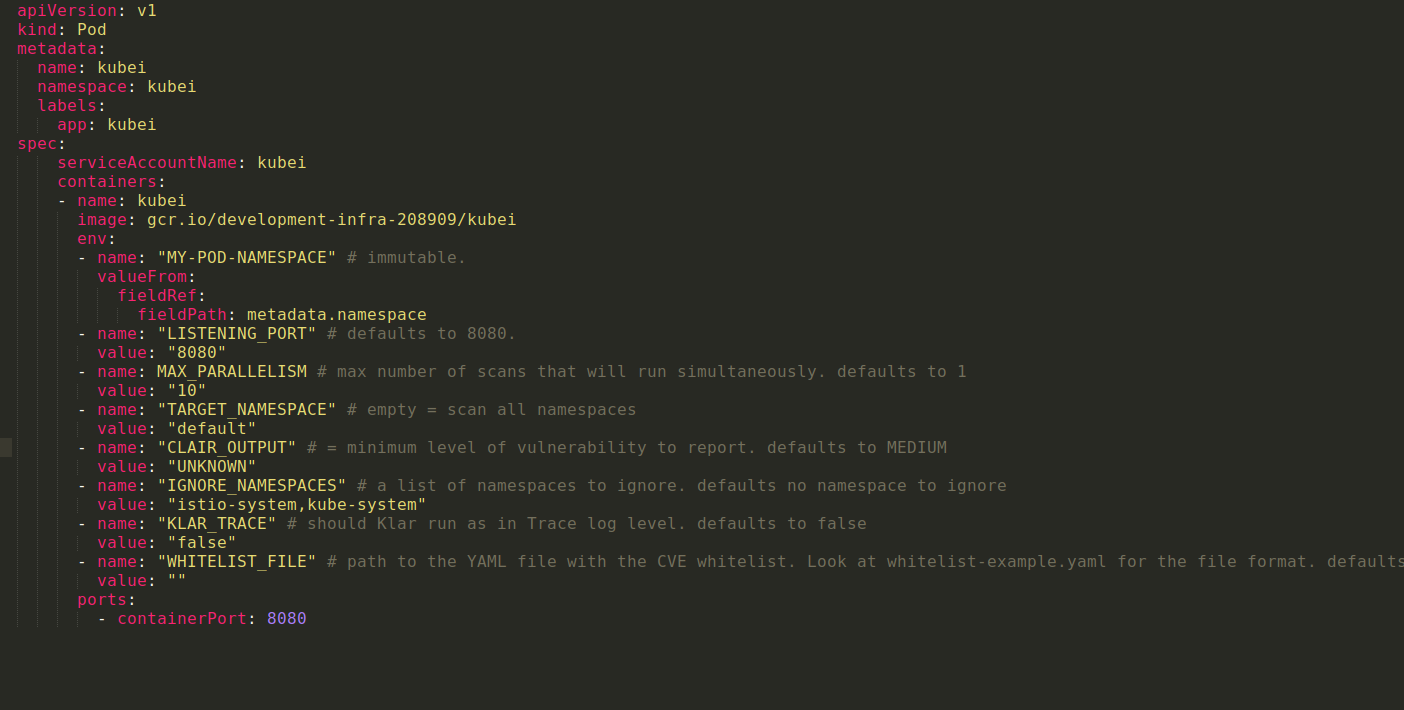 apiVersion: v1
kind: Pod
metadata:
  name: kubei
  namespace: kubei
  labels:
    app: kubei
spec:
    serviceAccountName: kubei
    containers:
    - name: kubei
      image: gcr.io/development-infra-208909/kubei
      env:
      - name: "MY-POD-NAMESPACE" # immutable.
        valueFrom:
          fieldRef:
            fieldPath: metadata.namespace
      - name: "LISTENING_PORT" # defaults to 8080.
        value: "8080"
      - name: MAX_PARALLELISM # max number of scans that will run simultaneously. defaults to 1
        value: "10"
      - name: "TARGET_NAMESPACE" # empty = scan all namespaces
        value: "default"
      - name: "CLAIR_OUTPUT" # = minimum level of vulnerability to report. defaults to MEDIUM
        value: "UNKNOWN"
      - name: "IGNORE_NAMESPACES" # a list of namespaces to ignore. defaults no namespace to ignore
        value: "istio-system,kube-system"
      - name: "KLAR_TRACE" # should Klar run as in Trace log level. defaults to false
        value: "false"
      - name: "WHITELIST_FILE" # path to the YAML file with the CVE whitelist. Look at whitelist-example.yaml for the file format. defaults
        value: ""
      ports:
        - containerPort: 8080